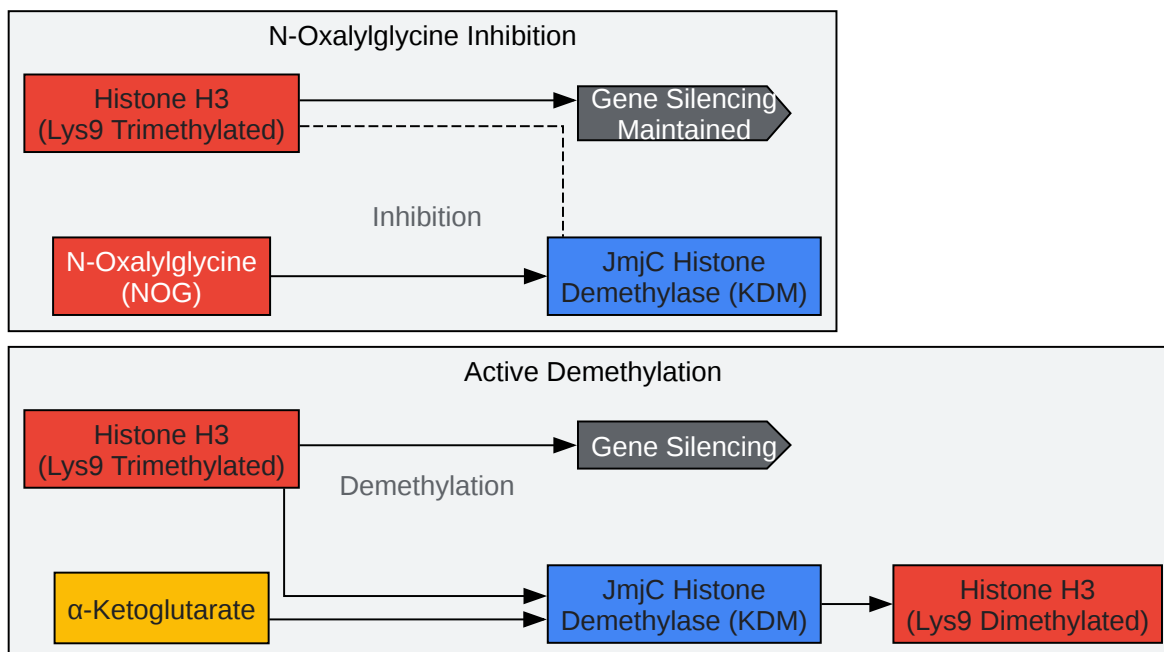 N-Oxalylglycine Inhibition
Histone H3
(Lys9 Trimethylated)
Gene Silencing
Maintained
Inhibition
N-Oxalylglycine
(NOG)
JmjC Histone
Demethylase (KDM)
Active Demethylation
Histone H3
(Lys9 Trimethylated)
Gene Silencing
Demethylation
α-Ketoglutarate
JmjC Histone
Demethylase (KDM)
Histone H3
(Lys9 Dimethylated)